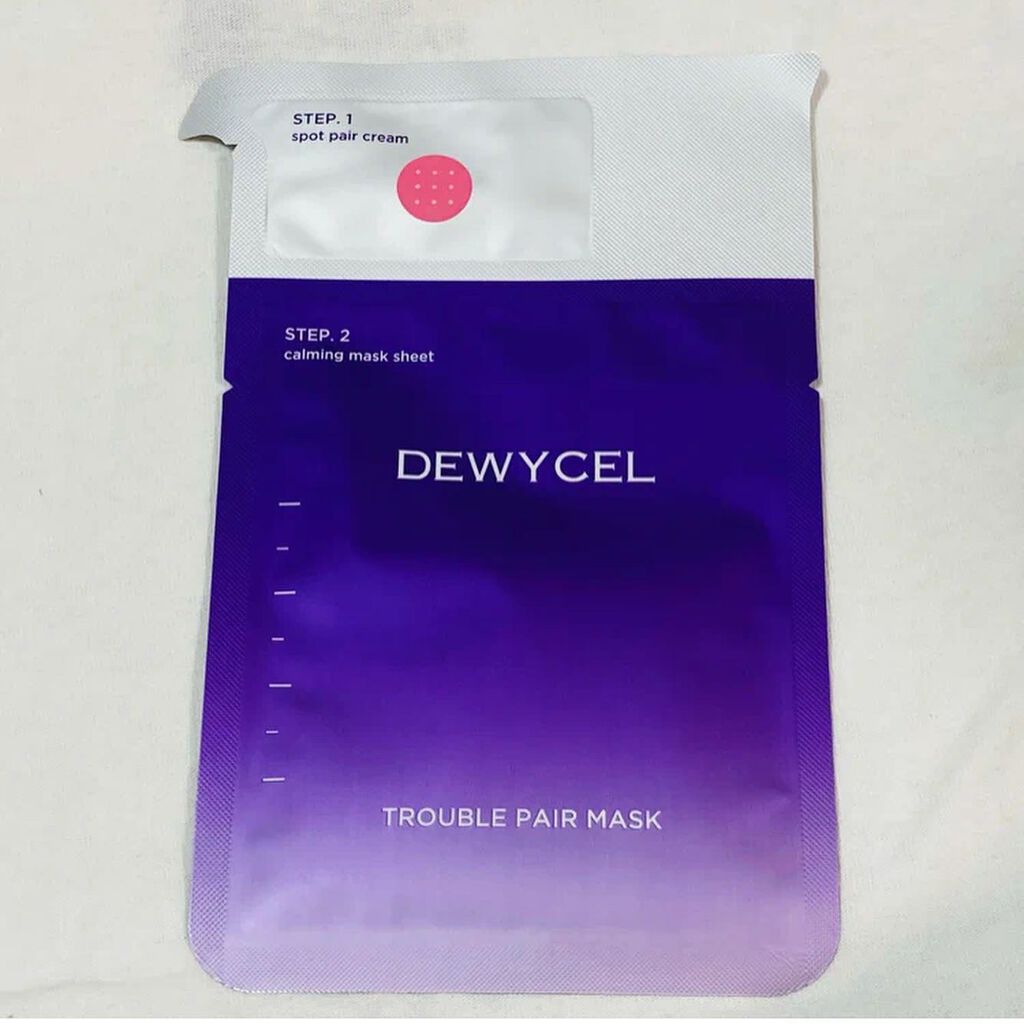 STEP. 1
spot pair cream
STEP. 2
calming mask sheet
DEWYCEL
TROUBLE PAIR MASK